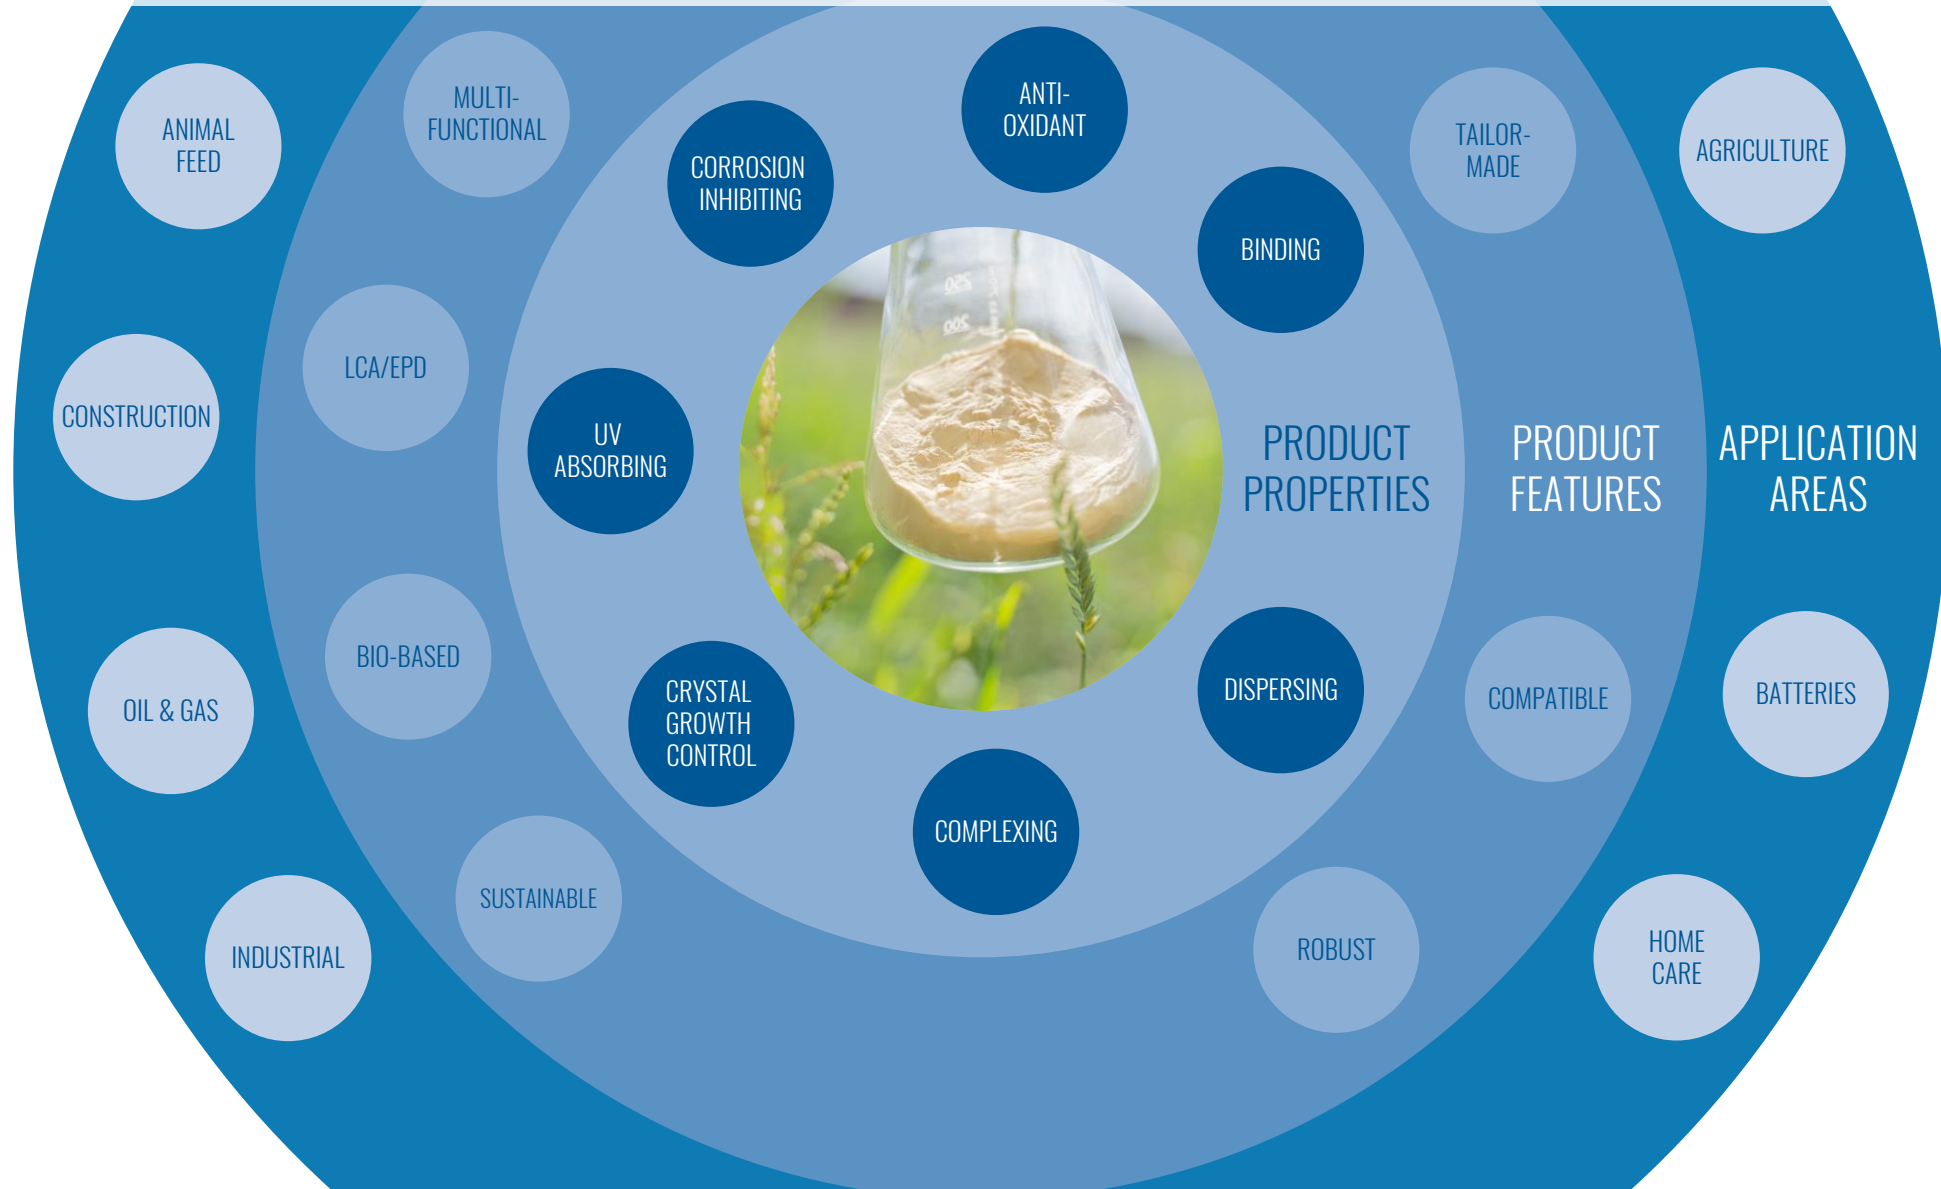 ANIMAL
FEED
MULTI-
FUNCTIONAL
CORROSION
INHIBITING
ANTI-
OXIDANT
BINDING
TAILOR-
MADE
AGRICULTURE
CONSTRUCTION
LCA/EPD
UV
ABSORBING
250
200
PRODUCT
PROPERTIES
PRODUCT
FEATURES
APPLICATION
AREAS
OIL & GAS
BIO-BASED
CRYSTAL
GROWTH
CONTROL
COMPLEXING
DISPERSING
COMPATIBLE
BATTERIES
INDUSTRIAL
SUSTAINABLE
ROBUST
HOME
CARE